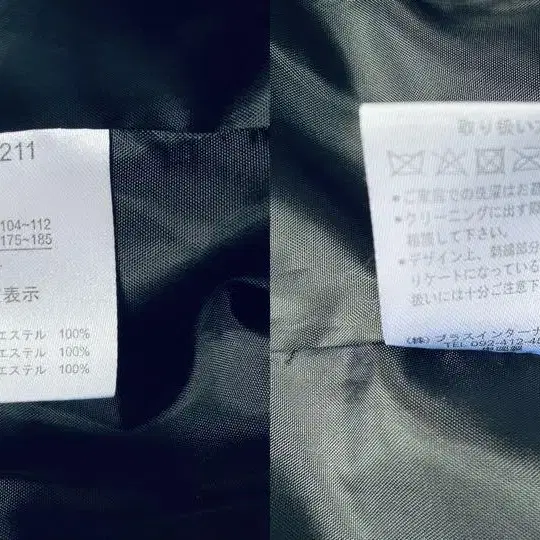 211
104~112
175~185
表示
エステル 100%
エステル 100%
エステル 100%
取り扱い
●ご家庭での洗濯はお
●クリーニングに出す際
相談して下さい。
●デザイン上、刺繍部分
リケートになっている
扱いには十分ご注意下
(株)プラスインターナ
TEL 092-412-40